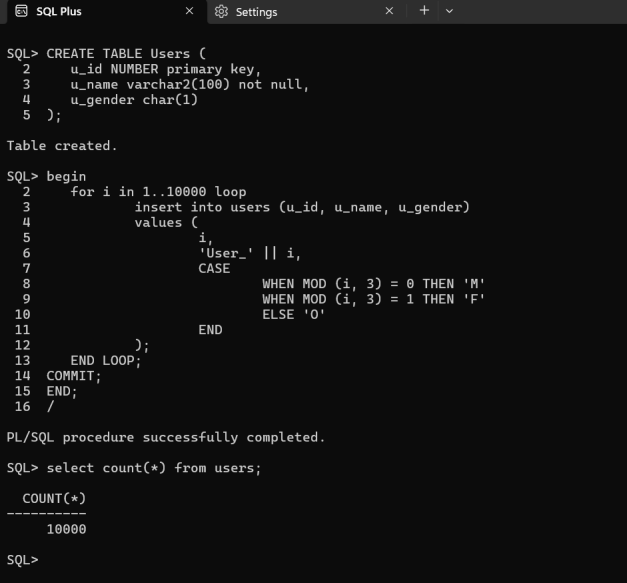 SQL Plus
Settings
SQL> CREATE TABLE Users (
  2     u_id NUMBER primary key,
  3     u_name varchar2(100) not null,
  4     u_gender char(1)
  5  );
Table created.
SQL> begin
  2     for i in 1..10000 loop
  3             insert into users (u_id, u_name, u_gender)
  4             values (
  5                     i,
  6                     'User_' || i,
  7                     CASE
  8                             WHEN MOD (i, 3) = 0 THEN 'M'
  9                             WHEN MOD (i, 3) = 1 THEN 'F'
 10                             ELSE 'O'
 11                     END
 12             );
 13     END LOOP;
 14  COMMIT;
 15  END;
 16  /
PL/SQL procedure successfully completed.
SQL> select count(*) from users;
  COUNT(*)
----------
     10000
SQL>